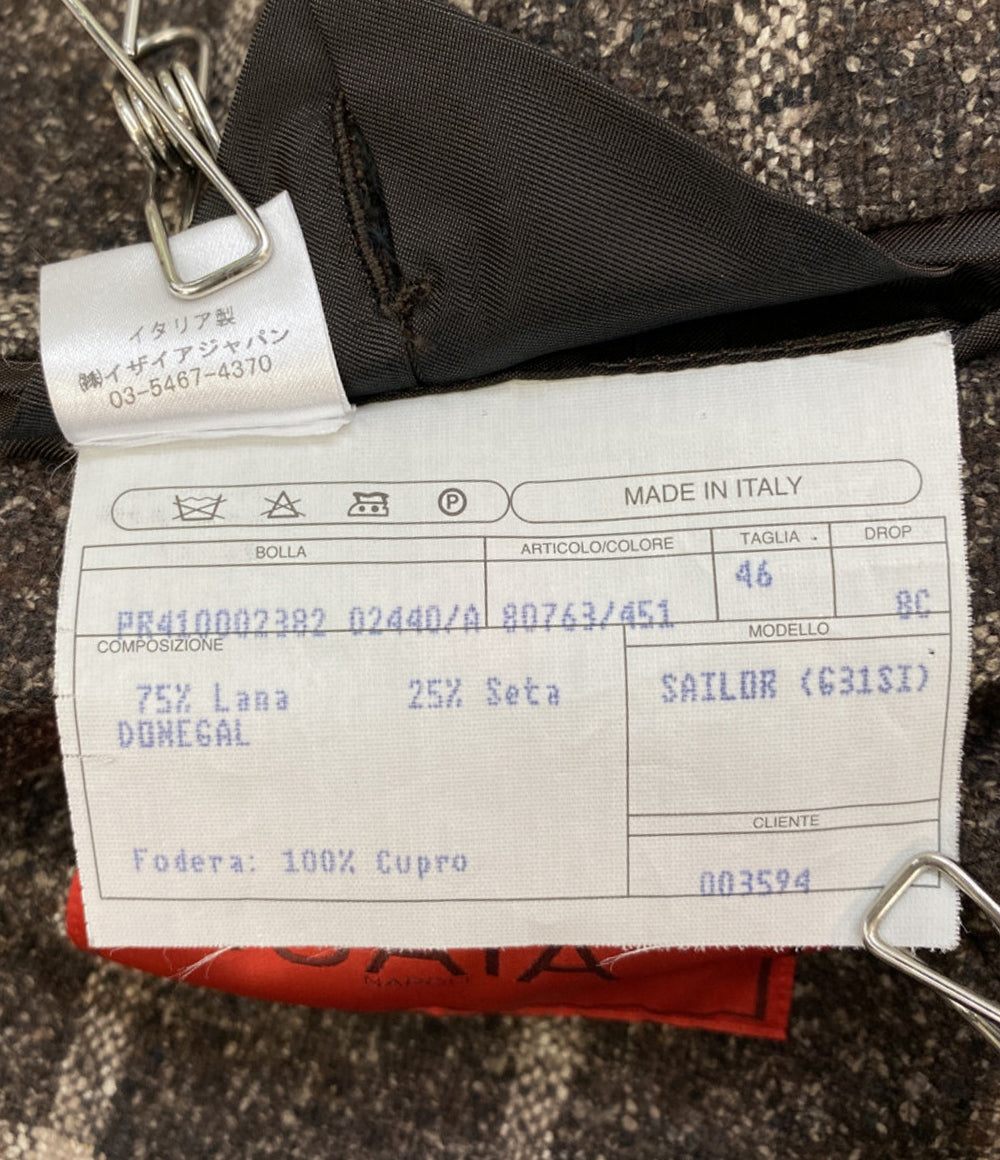 イタリア製
㈱イザイアジャパン
03-5467-4370
P
MADE IN ITALY
BOLLA
ARTICOLO/COLORE
TAGLIA
DROP
PR410002382 02440/A
80763/451
46
8C
COMPOSIZIONE
MODELLO
75% Lana 25% Seta
DONEGAL
SAILOR (G31SI)
Fodera: 100% Cupro
CLIENTE
003594
NAPOLI